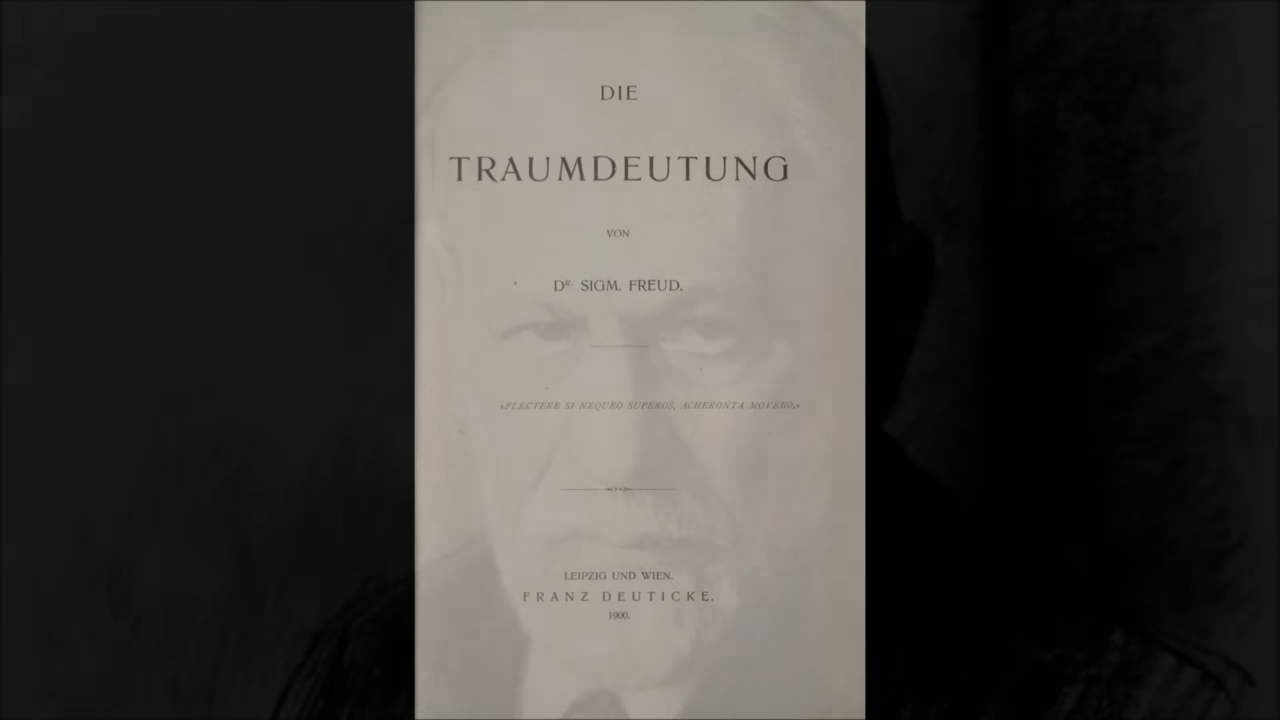 DIE
TRAUMDEUTUNG
VON
DR. SIGM. FREUD.
»FLECTERE SI NEQUEO SUPEROS, ACHERONTA MOVEBO.«
LEIPZIG UND WIEN.
FRANZ DEUTICKE.
1900.